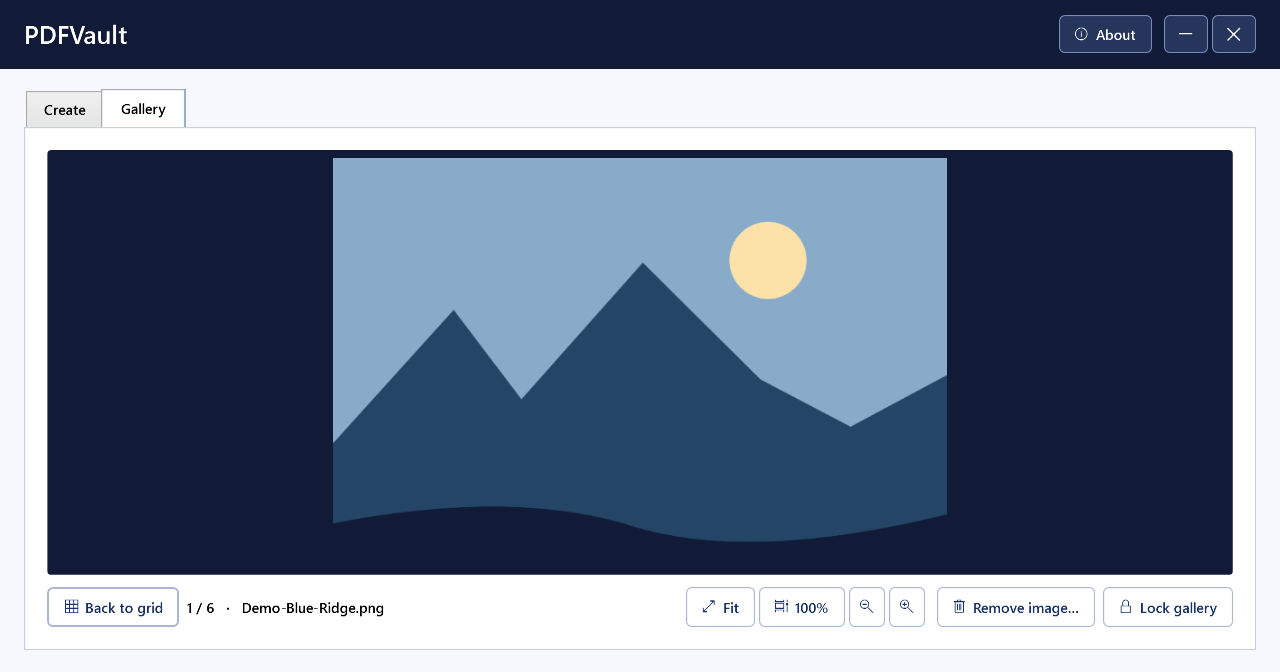 PDFVault
About
Create
Gallery
Back to grid
1 / 6 · Demo-Blue-Ridge.png
Fit
100%
Remove image...
Lock gallery